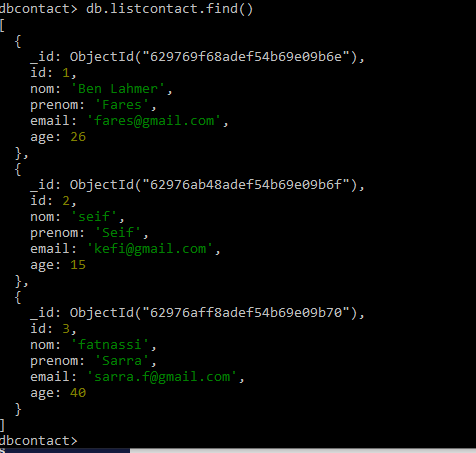 dbcontact> db.listcontact.find()
[
{
_id: ObjectId("629769f68adef54b69e09b6e"),
id: 1,
nom: 'Ben Lahmer',
prenom: 'Fares',
email: 'fares@gmail.com',
age: 26
},
{
_id: ObjectId("62976ab48adef54b69e09b6f"),
id: 2,
nom: 'seif',
prenom: 'Seif',
email: 'kefi@gmail.com',
age: 15
},
{
_id: ObjectId("62976aff8adef54b69e09b70"),
id: 3,
nom: 'fatnassi',
prenom: 'Sarra',
email: 'sarra.f@gmail.com',
age: 40
}
]
dbcontact>